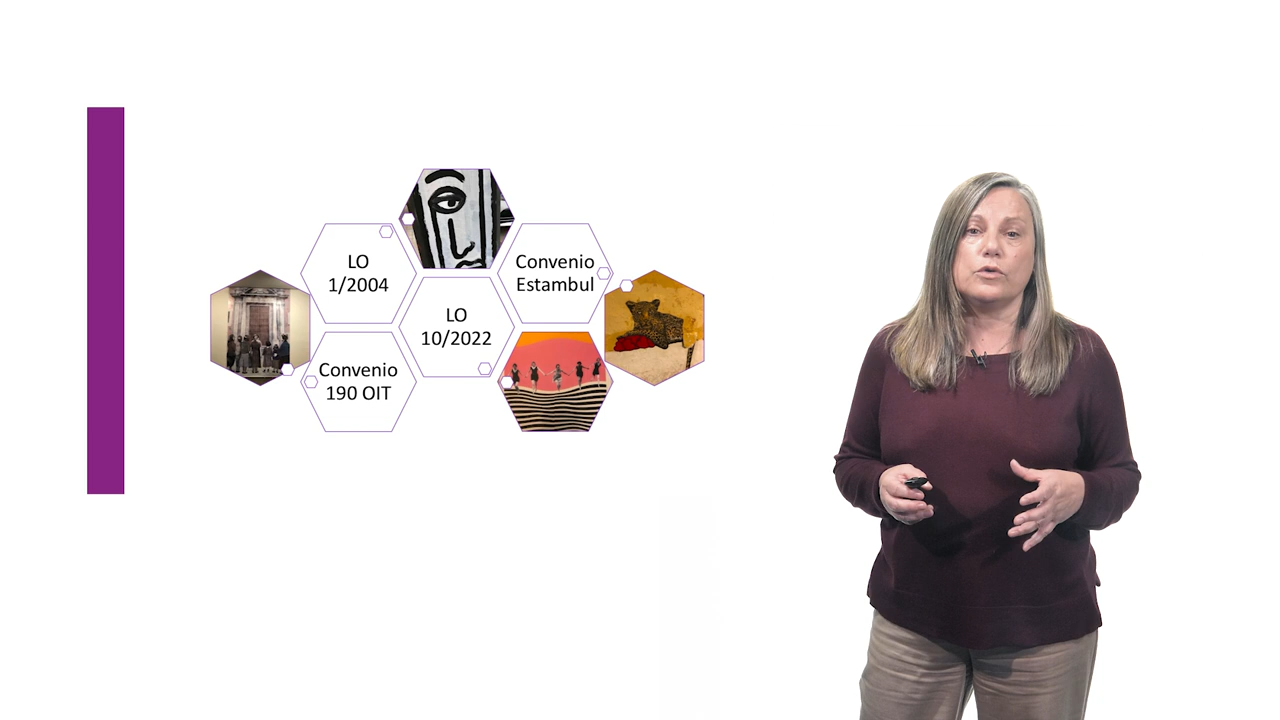 LO
1/2004
Convenio
190 OIT
LO
10/2022
Convenio
Estambul